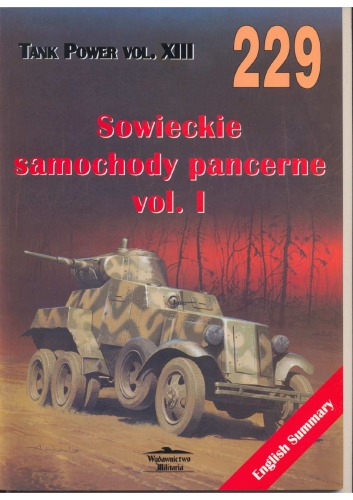 TANK POWER VOL. XIII
229
Sowieckie
samochody pancerne
vol. I
English Summary
Wydawnictwo
Militaria